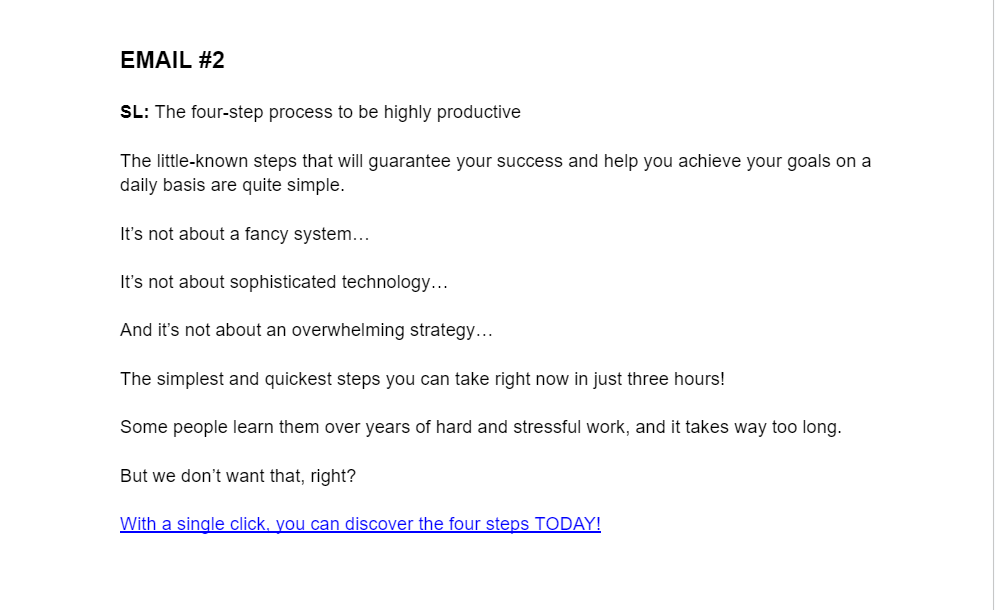 EMAIL #2
SL: The four-step process to be highly productive
The little-known steps that will guarantee your success and help you achieve your goals on a
daily basis are quite simple.
It’s not about a fancy system…
It’s not about sophisticated technology…
And it’s not about an overwhelming strategy…
The simplest and quickest steps you can take right now in just three hours!
Some people learn them over years of hard and stressful work, and it takes way too long.
But we don’t want that, right?
With a single click, you can discover the four steps TODAY!